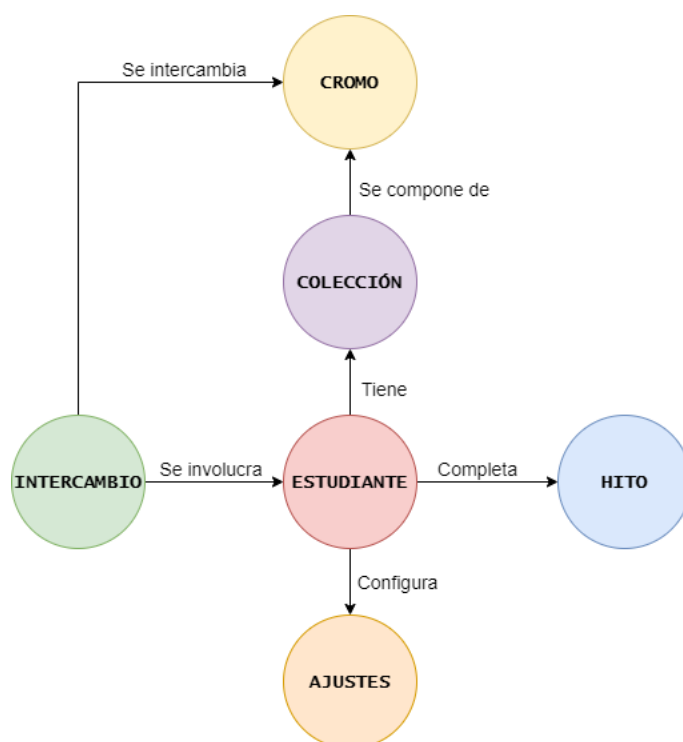 Se intercambia
CROMO
Se compone de
COLECCIÓN
Tiene
INTERCAMBIO
Se involucra
ESTUDIANTE
Completa
HITO
Configura
AJUSTES